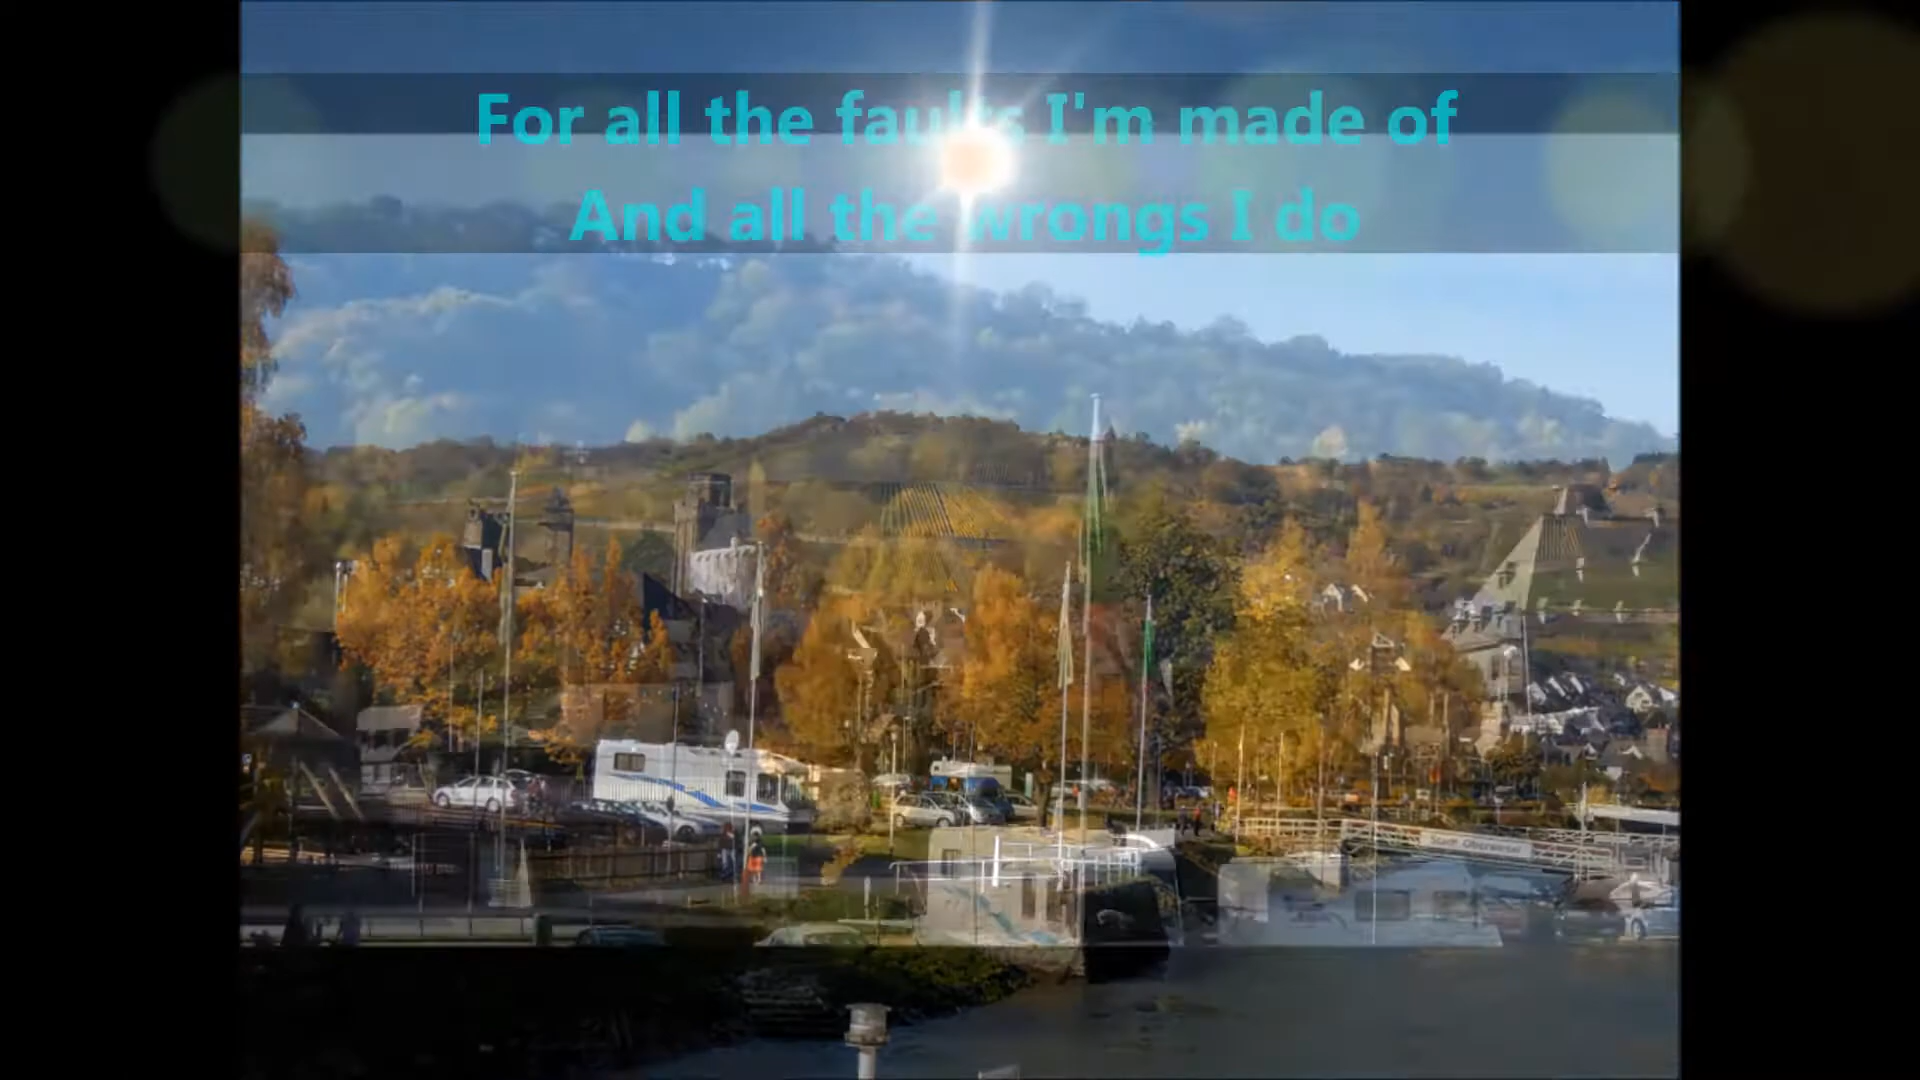 For all the faults I'm made of
And all the wrongs I do